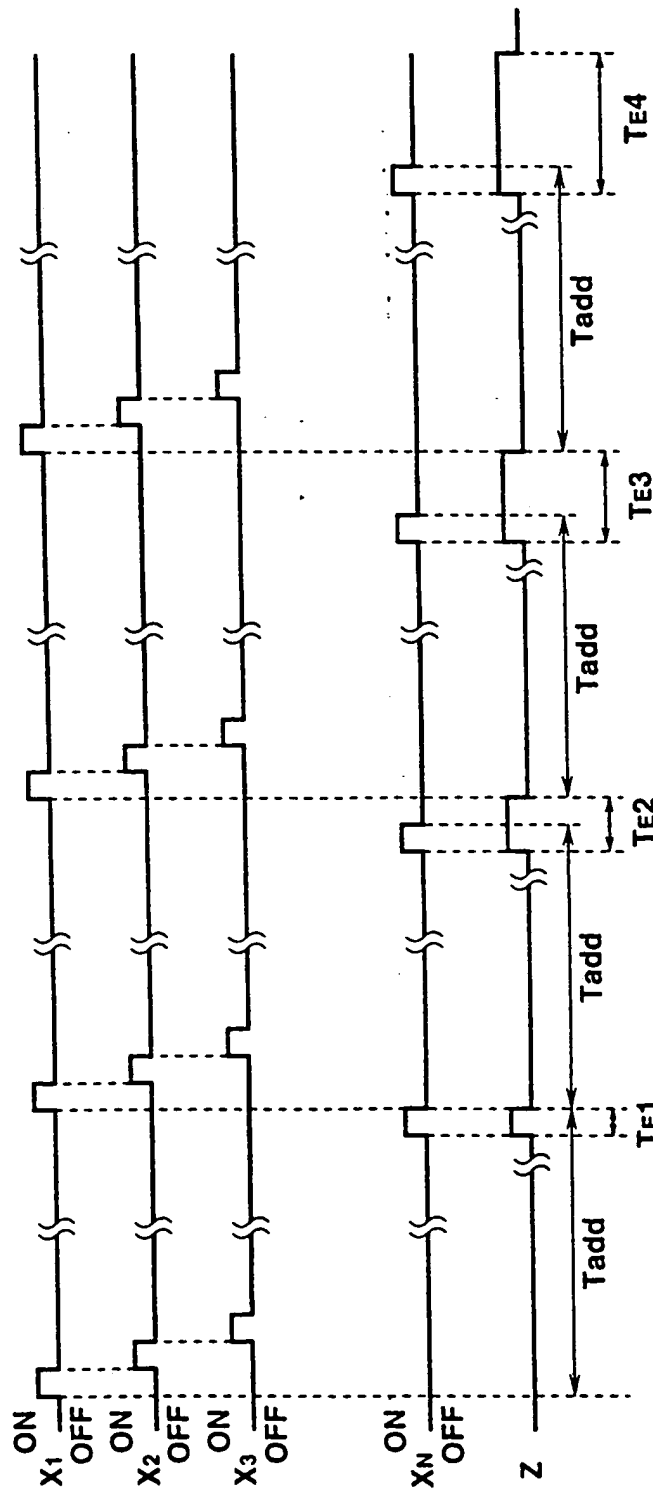 ON
X1
OFF
ON
X2
OFF
ON
X3
OFF
ON
XN
OFF
Z
Tadd
Tadd
Tadd
Tadd
TE1
TE2
TE3
TE4